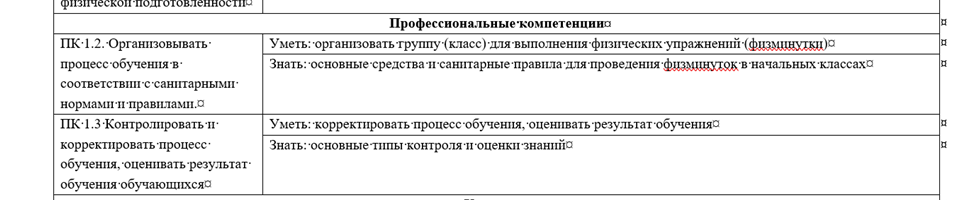 физической подготовленности
Профессиональные компетенции
ПК 1.2. Организовывать
процесс обучения в
соответствии с санитарными
нормами и правилами.
Уметь: организовать группу (класс) для выполнения физических упражнений (физминутки)
Знать: основные средства и санитарные правила для проведения физминуток в начальных классах
ПК 1.3 Контролировать и
корректировать процесс
обучения, оценивать результат
обучения обучающихся
Уметь: корректировать процесс обучения, оценивать результат обучения
Знать: основные типы контроля и оценки знаний